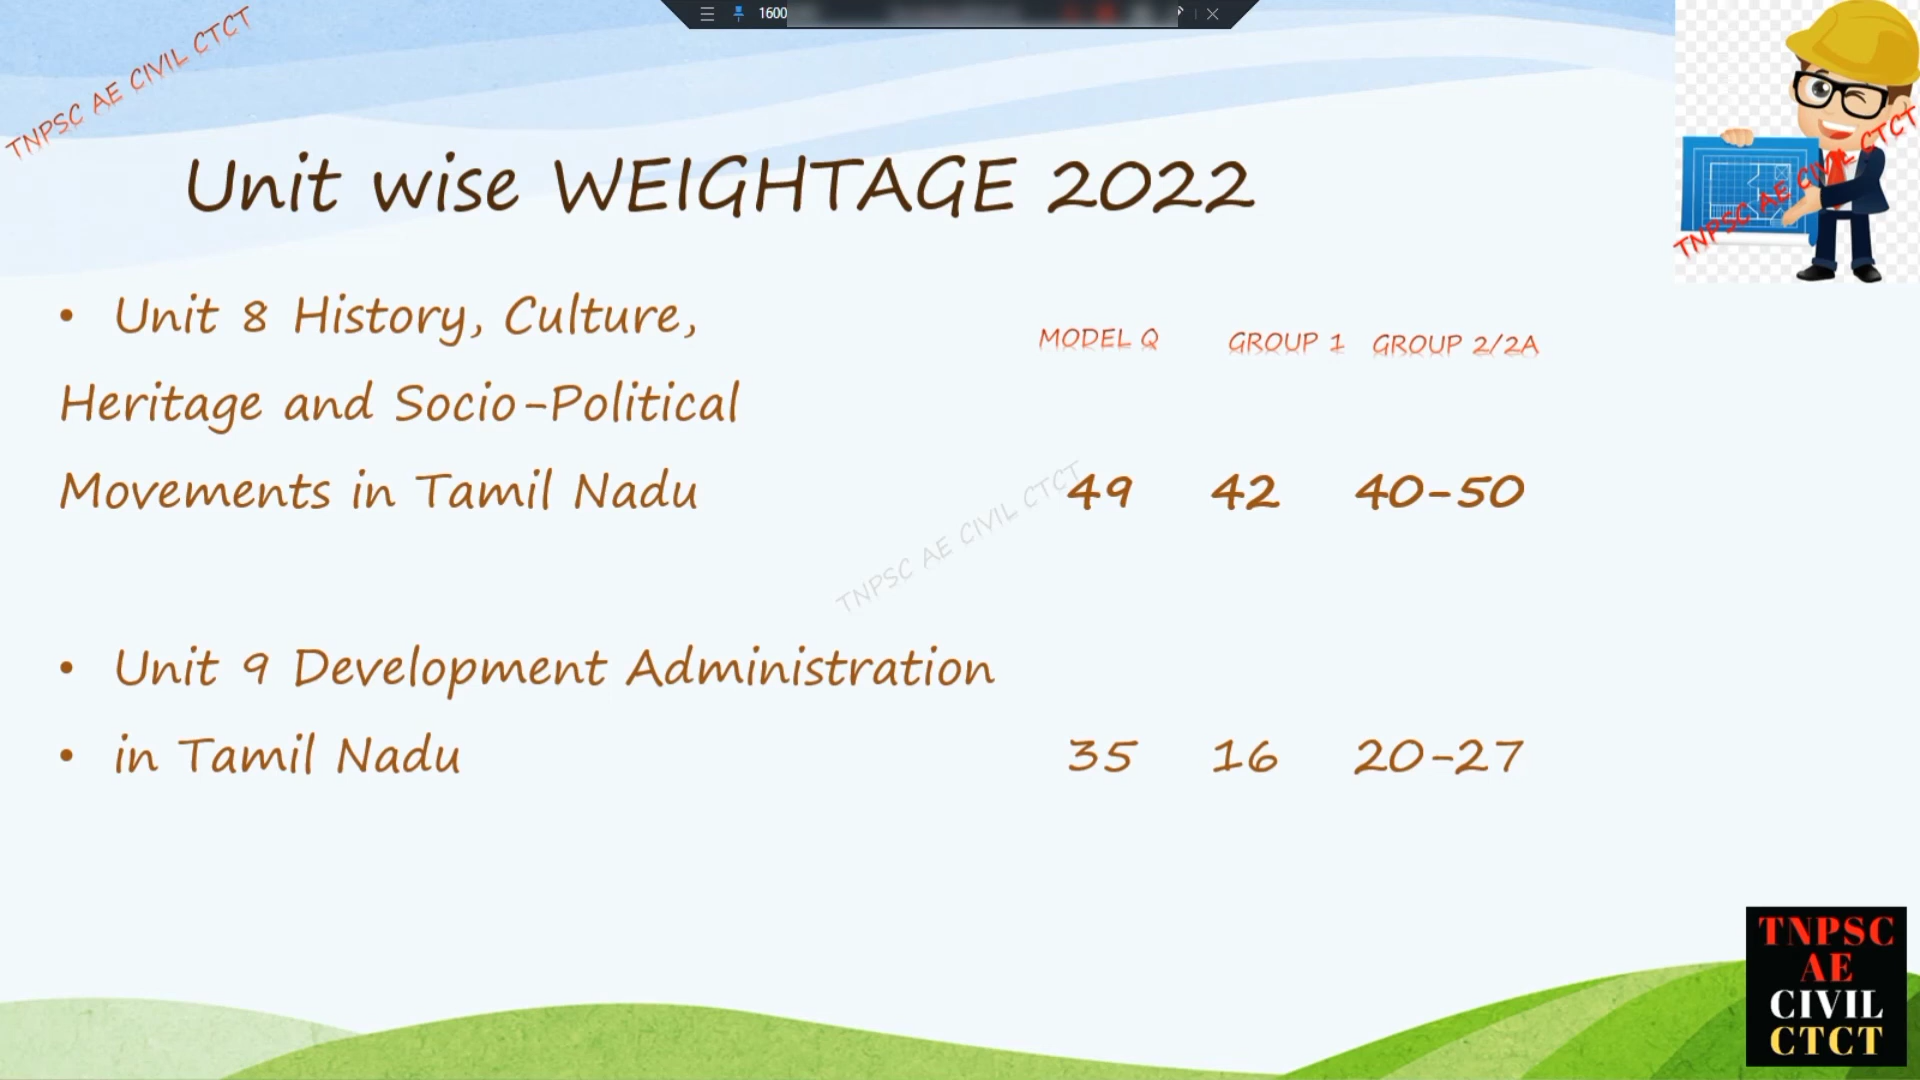 1600
TNPSC AE CIVIL CTCT
TNPSC AE CIVIL CTCT
Unit wise WEIGHTAGE 2022
• Unit 8 History, Culture,
MODEL Q GROUP 1 GROUP 2/2A
Heritage and Socio-Political
Movements in Tamil Nadu 49 42 40-50
TNPSC AE CIVIL CTCT
• Unit 9 Development Administration
• in Tamil Nadu 35 16 20-27
TNPSC
AE
CIVIL
CTCT